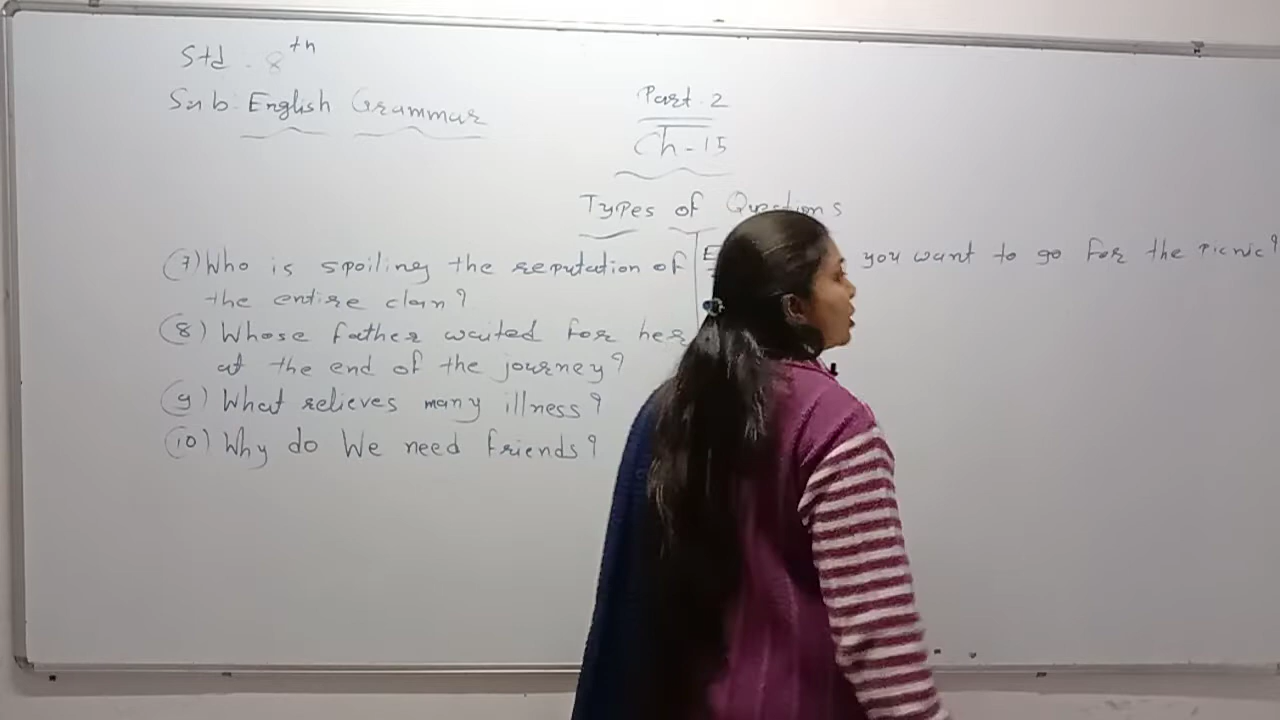 Std. 8th
Sub. English Grammar
Part. 2
Ch-15
Types of Questions
(7) Who is spoiling the reputation of
the entire clan?
(8) Whose father waited for her
at the end of the journey?
(9) What relieves many illness?
(10) Why do We need friends?
you want to go for the picnic?